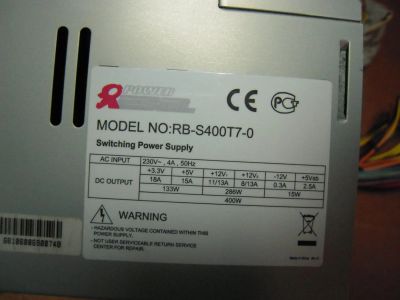 POWER
CE
PC
MODEL NO:RB-S400T7-0
Switching Power Supply
AC INPUT 230V~ , 4A , 50Hz
DC OUTPUT +3.3V +5V +12V₁ +12V₂ -12V +5VSB
18A 15A 11/13A 8/13A 0.3A 2.5A
133W 286W 15W
400W
WARNING
- HAZARDOUS VOLTAGE CONTAINED WITHIN THIS
POWER SUPPLY.
- NOT USER SERVICEABLE RETURN SERVICE
CENTER FOR REPAIR.